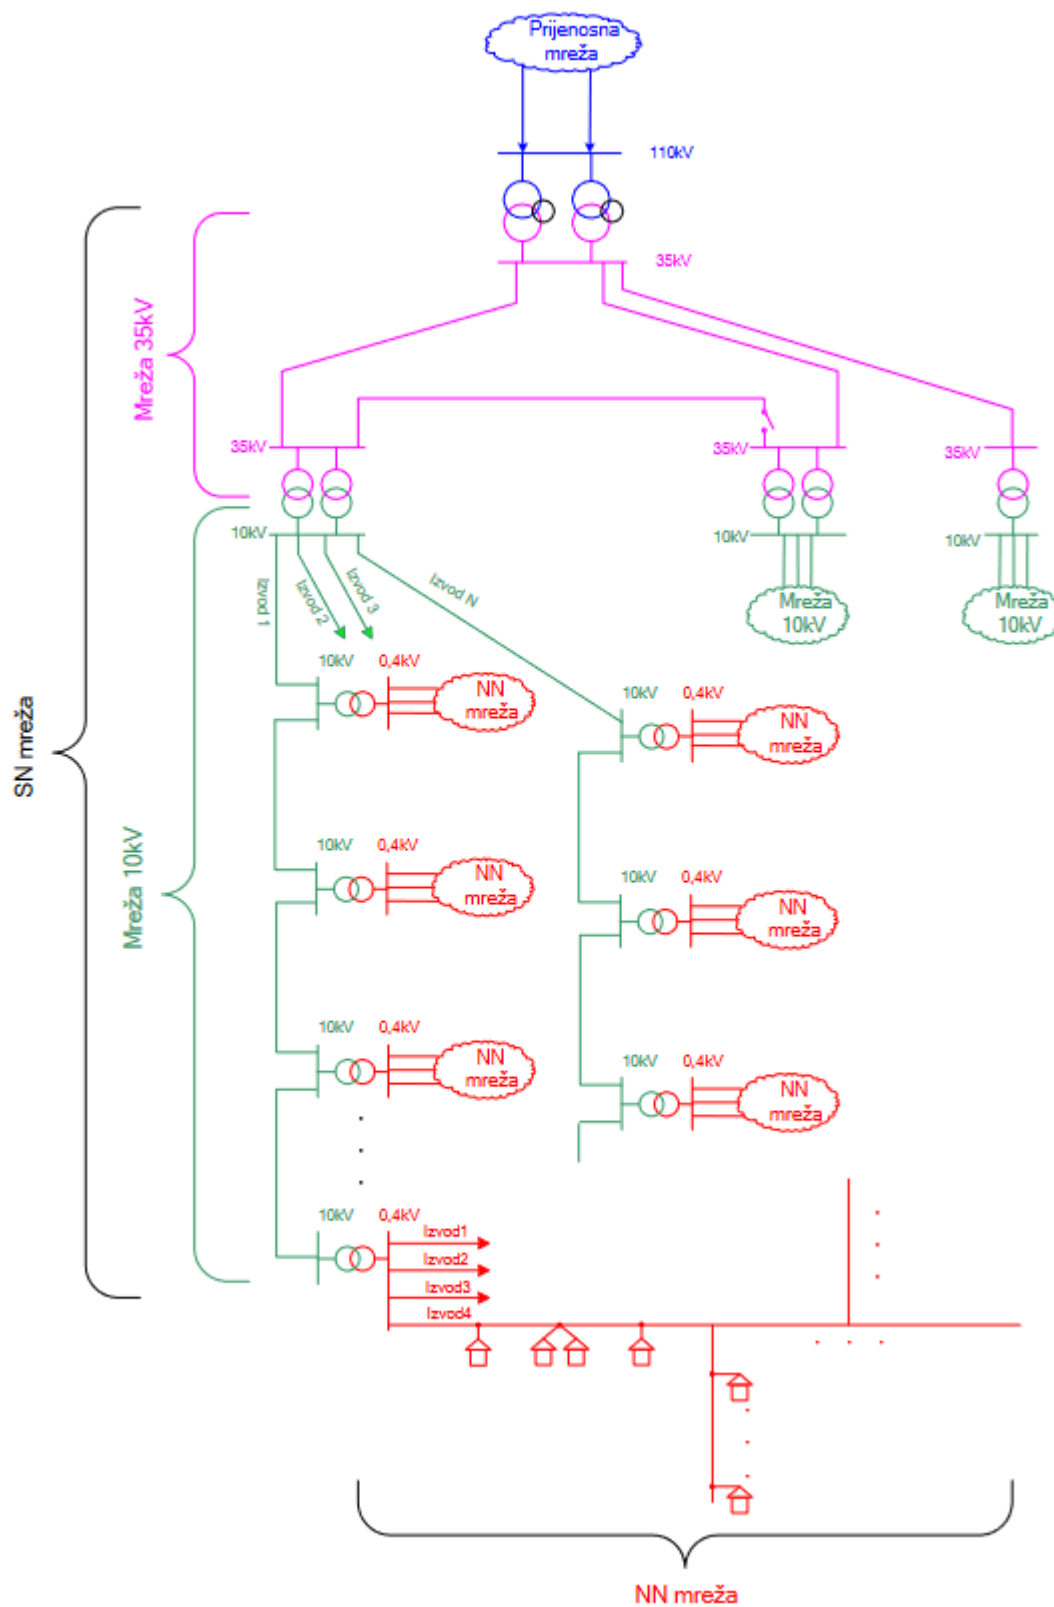 Prijenosna
mreža
110kV
35kV
Mreža 35kV
35kV
35kV
35kV
10kV
10kV
10kV
Izvod 1
Izvod 2
Izvod 3
Izvod N
Mreža
10kV
Mreža
10kV
SN mreža
Mreža 10kV
10kV
0,4kV
NN
mreža
10kV
0,4kV
NN
mreža
10kV
0,4kV
NN
mreža
10kV
0,4kV
NN
mreža
10kV
0,4kV
NN
mreža
10kV
0,4kV
NN
mreža
10kV
0,4kV
Izvod1
Izvod2
Izvod3
Izvod4
NN mreža